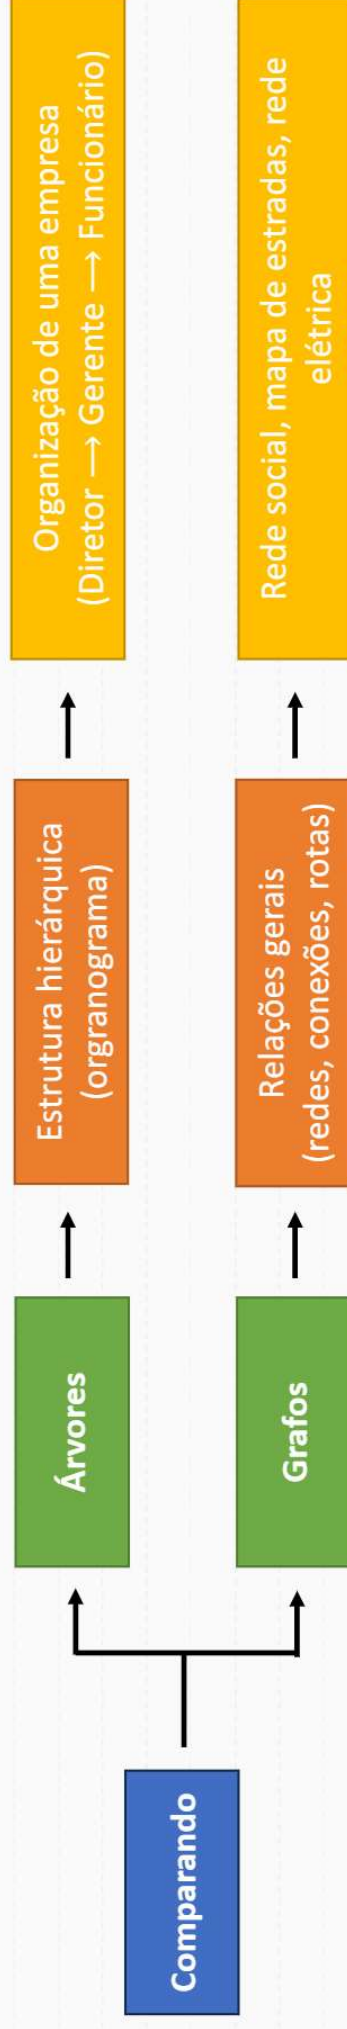 Comparando
Árvores
Estrutura hierárquica
(orgranograma)
Organização de uma empresa
(Diretor ⟶ Gerente ⟶ Funcionário)
Grafos
Relações gerais
(redes, conexões, rotas)
Rede social, mapa de estradas, rede
elétrica